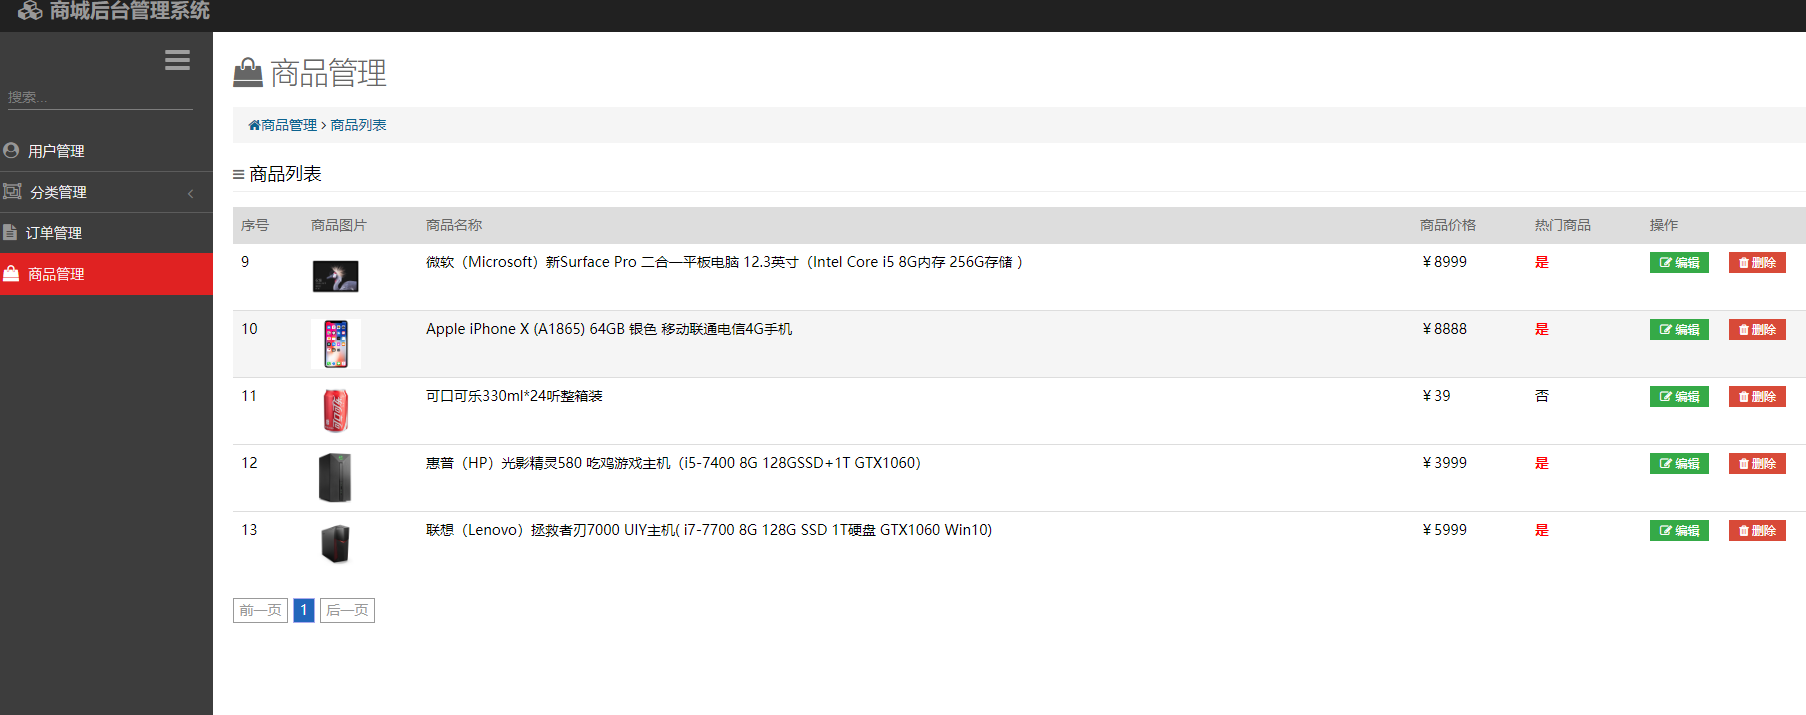 商城后台管理系统
搜索...
用户管理
分类管理
订单管理
商品管理
商品管理
商品管理 > 商品列表
商品列表
序号 商品图片 商品名称 商品价格 热门商品 操作
9 微软（Microsoft）新Surface Pro 二合一平板电脑 12.3英寸（Intel Core i5 8G内存 256G存储 ） ￥8999 是 编辑 删除
10 Apple iPhone X (A1865) 64GB 银色 移动联通电信4G手机 ￥8888 是 编辑 删除
11 可口可乐330ml*24听整箱装 ￥39 否 编辑 删除
12 惠普（HP）光影精灵580 吃鸡游戏主机（i5-7400 8G 128GSSD+1T GTX1060） ￥3999 是 编辑 删除
13 联想（Lenovo）拯救者刃7000 UIY主机( i7-7700 8G 128G SSD 1T硬盘 GTX1060 Win10) ￥5999 是 编辑 删除
前一页 1 后一页